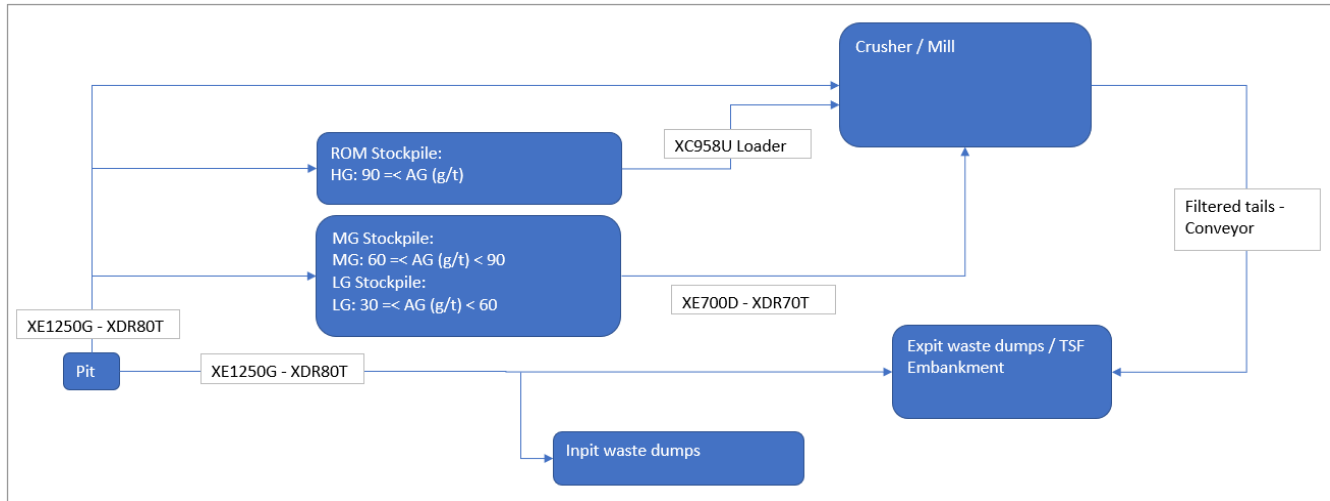 Crusher / Mill
ROM Stockpile:
HG: 90 =< AG (g/t)
XC958U Loader
MG Stockpile:
MG: 60 =< AG (g/t) < 90
LG Stockpile:
LG: 30 =< AG (g/t) < 60
Filtered tails -
Conveyor
XE700D - XDR70T
XE1250G - XDR80T
Pit
XE1250G - XDR80T
Expit waste dumps / TSF
Embankment
Inpit waste dumps